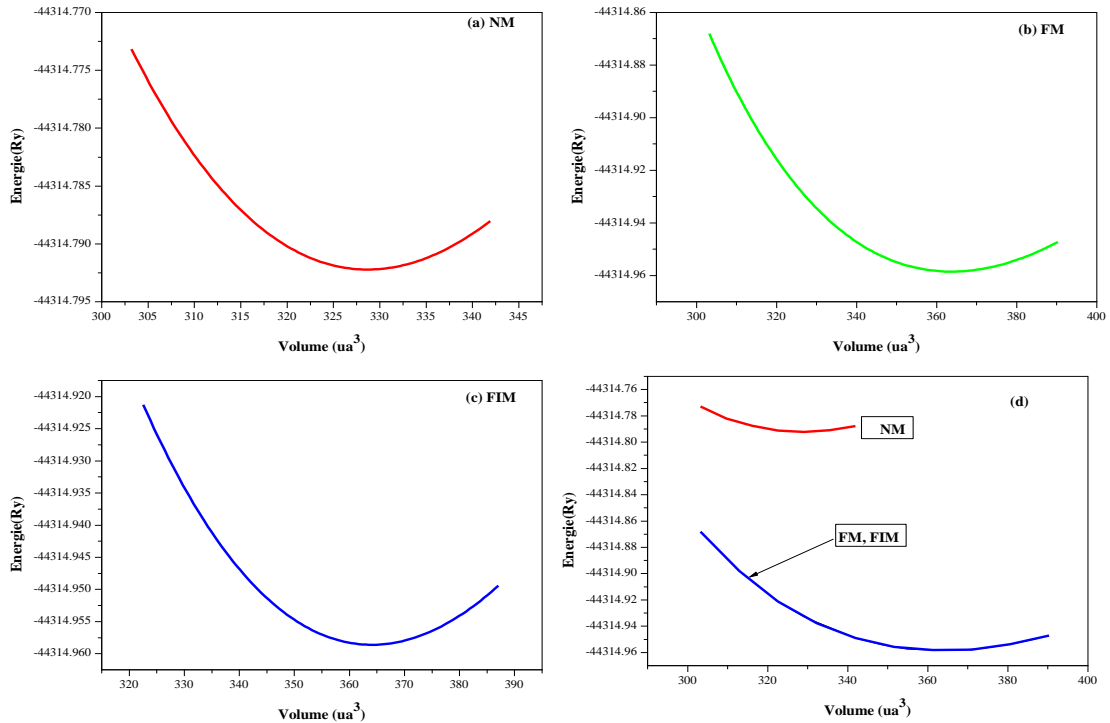 (a) NM
-44314.770
-44314.775
-44314.780
-44314.785
-44314.790
-44314.795
Energie(Ry)
300 305 310 315 320 325 330 335 340 345
Volume (ua³)
(b) FM
-44314.86
-44314.88
-44314.90
-44314.92
-44314.94
-44314.96
Energie(Ry)
300 320 340 360 380 400
Volume (ua³)
(c) FIM
-44314.920
-44314.925
-44314.930
-44314.935
-44314.940
-44314.945
-44314.950
-44314.955
-44314.960
Energie(Ry)
320 330 340 350 360 370 380 390
Volume (ua³)
(d)
-44314.76
-44314.78
-44314.80
-44314.82
-44314.84
-44314.86
-44314.88
-44314.90
-44314.92
-44314.94
-44314.96
Energie(Ry)
NM
FM, FIM
300 320 340 360 380 400
Volume (ua³)